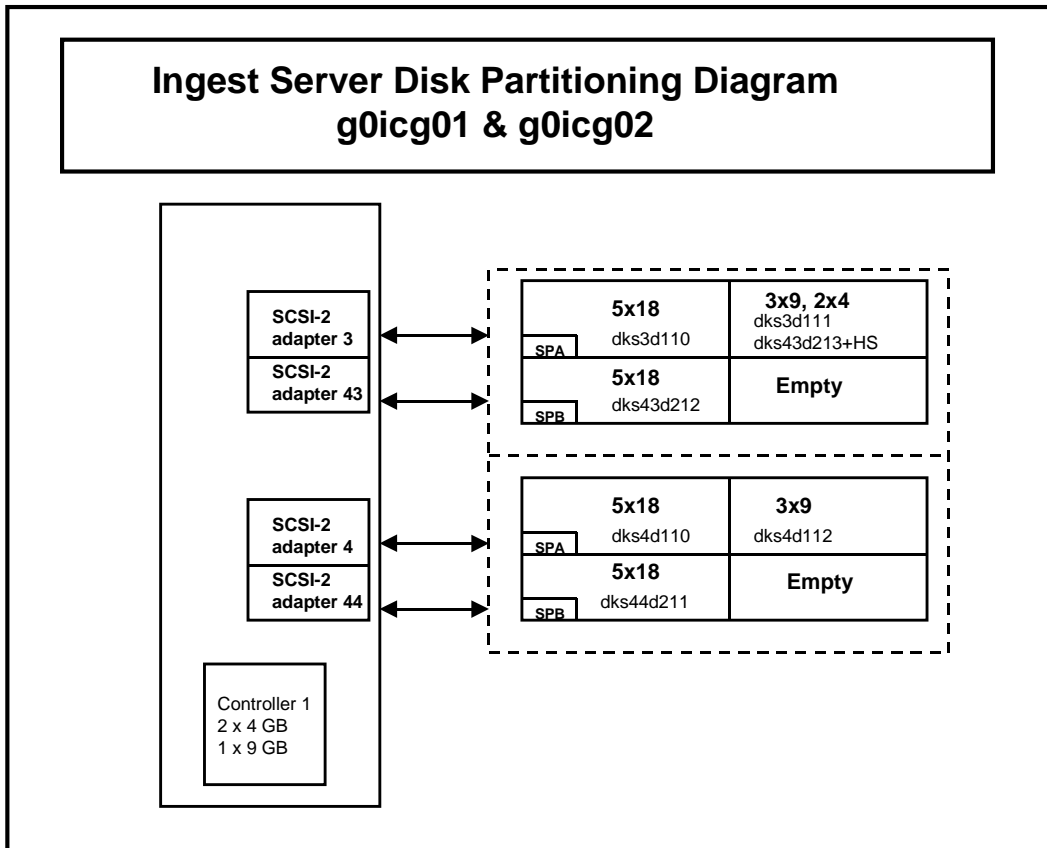 Ingest Server Disk Partitioning Diagram
g0icg01 & g0icg02
SCSI-2
adapter 3
SCSI-2
adapter 43
5x18
dks3d110
SPA
3x9, 2x4
dks3d111
dks43d213+HS
5x18
dks43d212
SPB
Empty
SCSI-2
adapter 4
SCSI-2
adapter 44
5x18
dks4d110
SPA
3x9
dks4d112
5x18
dks44d211
SPB
Empty
Controller 1
2 x 4 GB
1 x 9 GB